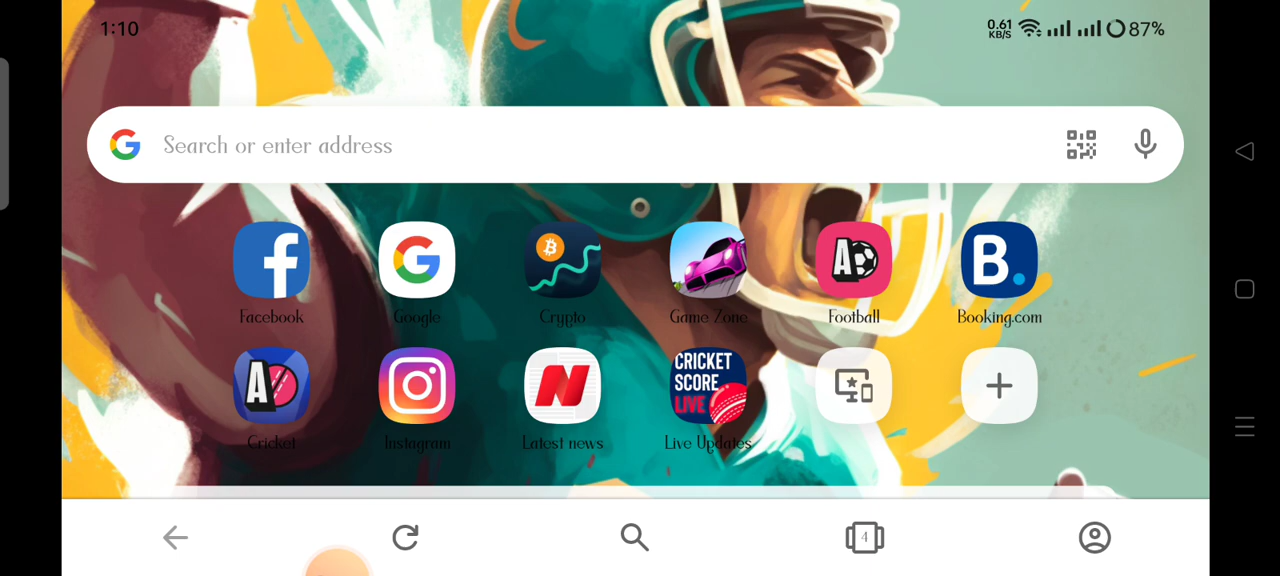 1:10
0.61
KB/S
87%
Search or enter address
Facebook
Google
Crypto
Game Zone
A
Football
B.
Booking.com
A
Cricket
Instagram
N
Latest news
CRICKET
SCORE
LIVE
Live Updates
4